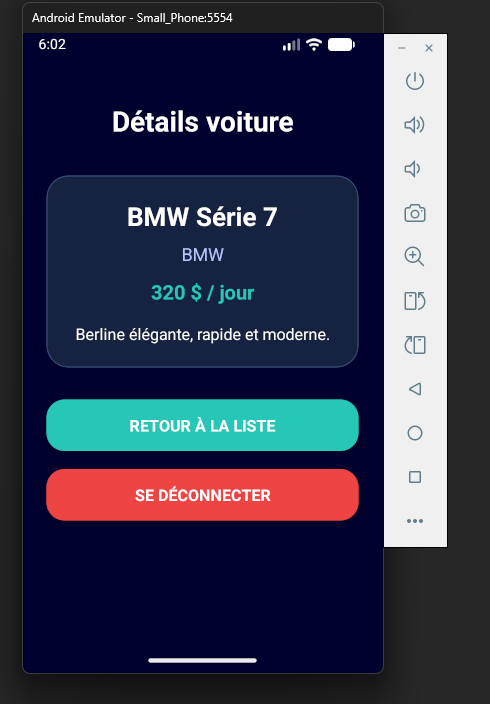 Android Emulator - Small_Phone:5554
6:02
Détails voiture
BMW Série 7
BMW
320 $ / jour
Berline élégante, rapide et moderne.
RETOUR À LA LISTE
SE DÉCONNECTER